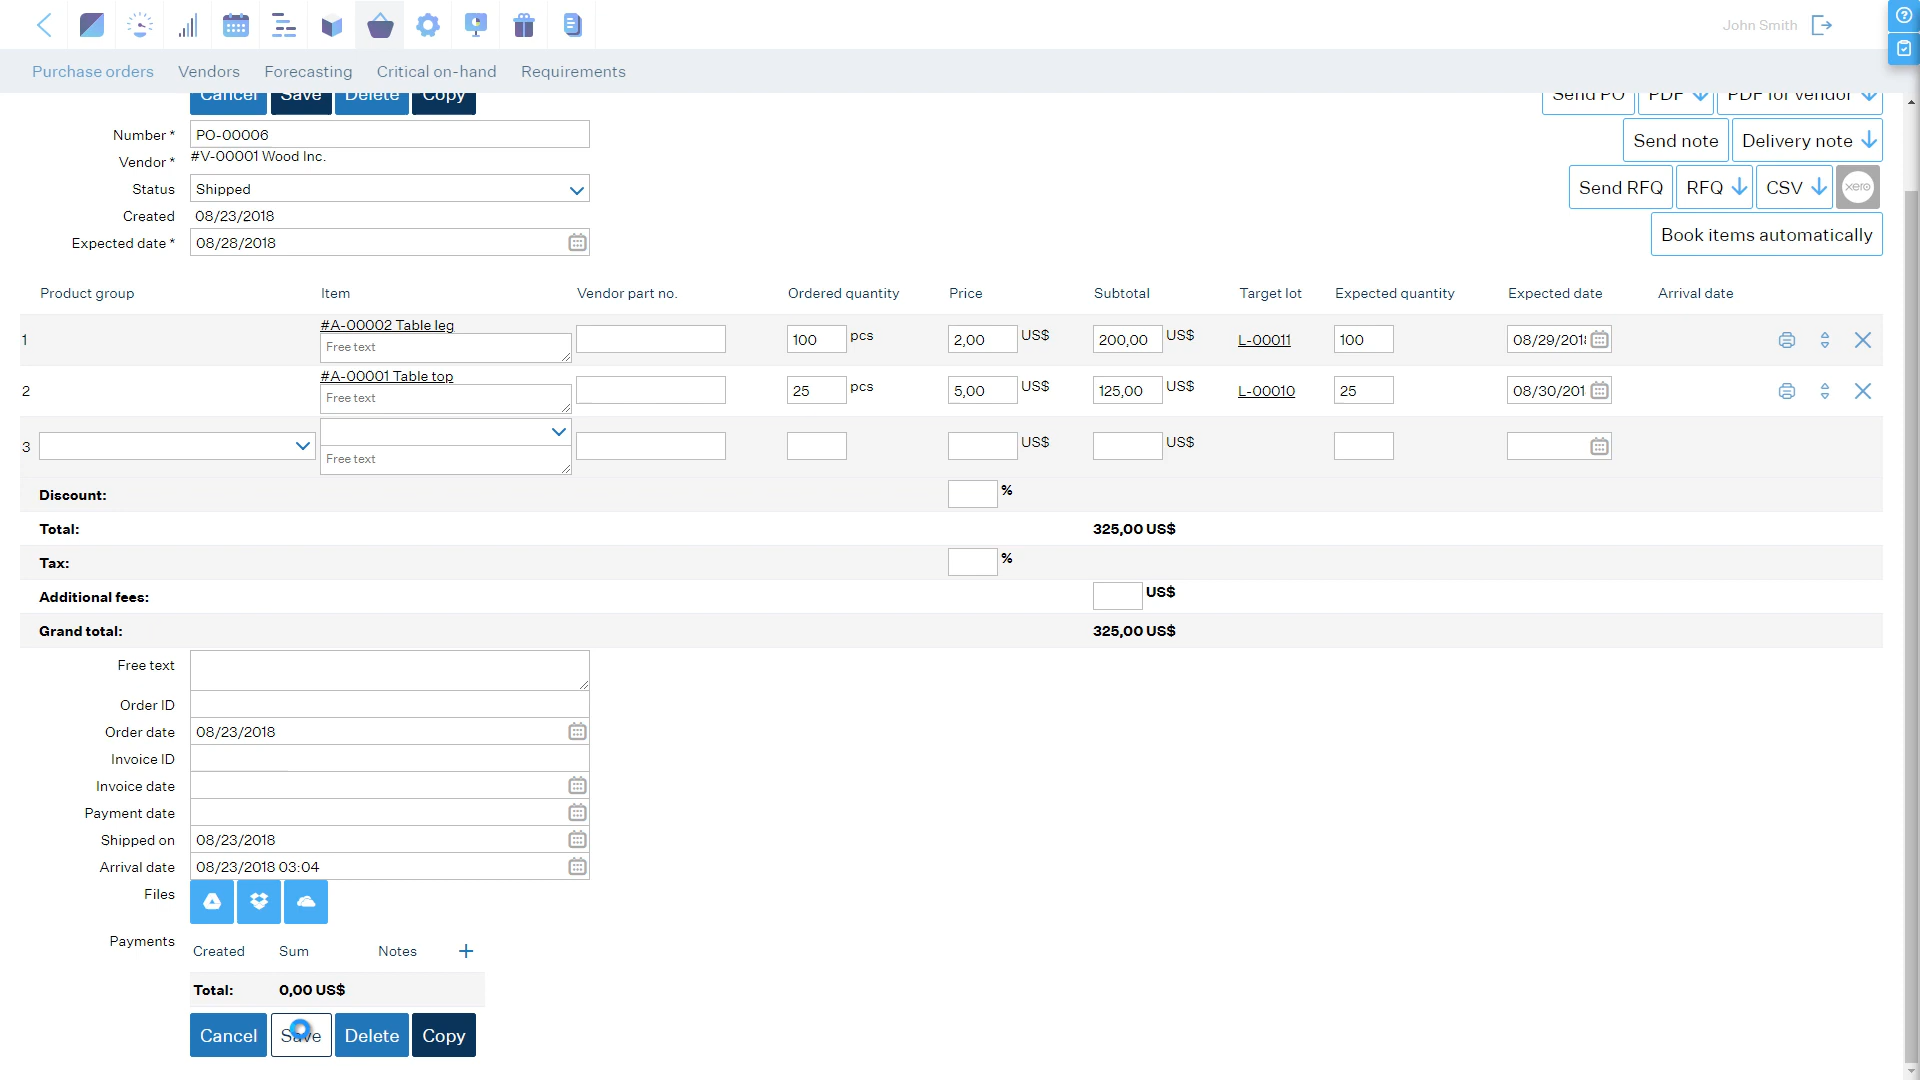 John Smith
Purchase orders Vendors Forecasting Critical on-hand Requirements
Cancel Save Delete Copy
Send PO PDF PDF for vendor
Number * PO-00006
Send note Delivery note
Vendor * #V-00001 Wood Inc.
Status Shipped
Send RFQ RFQ CSV xero
Created 08/23/2018
Expected date * 08/28/2018
Book items automatically
Product group Item Vendor part no. Ordered quantity Price Subtotal Target lot Expected quantity Expected date Arrival date
1 #A-00002 Table leg Free text 100 pcs 2,00 US$ 200,00 US$ L-00011 100 08/29/201
2 #A-00001 Table top Free text 25 pcs 5,00 US$ 125,00 US$ L-00010 25 08/30/201
3 Free text US$ US$
Discount: %
Total: 325,00 US$
Tax: %
Additional fees: US$
Grand total: 325,00 US$
Free text
Order ID
Order date 08/23/2018
Invoice ID
Invoice date
Payment date
Shipped on 08/23/2018
Arrival date 08/23/2018 03:04
Files
Payments Created Sum Notes
Total: 0,00 US$
Cancel Save Delete Copy